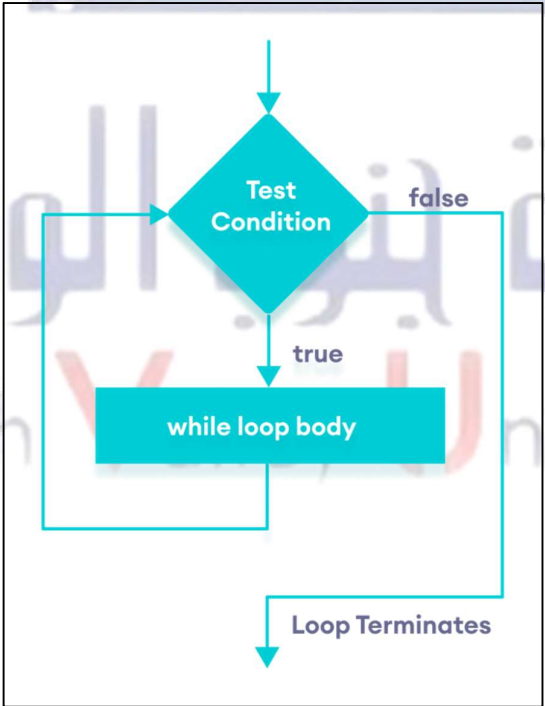 Test
Condition
false
true
while loop body
Loop Terminates